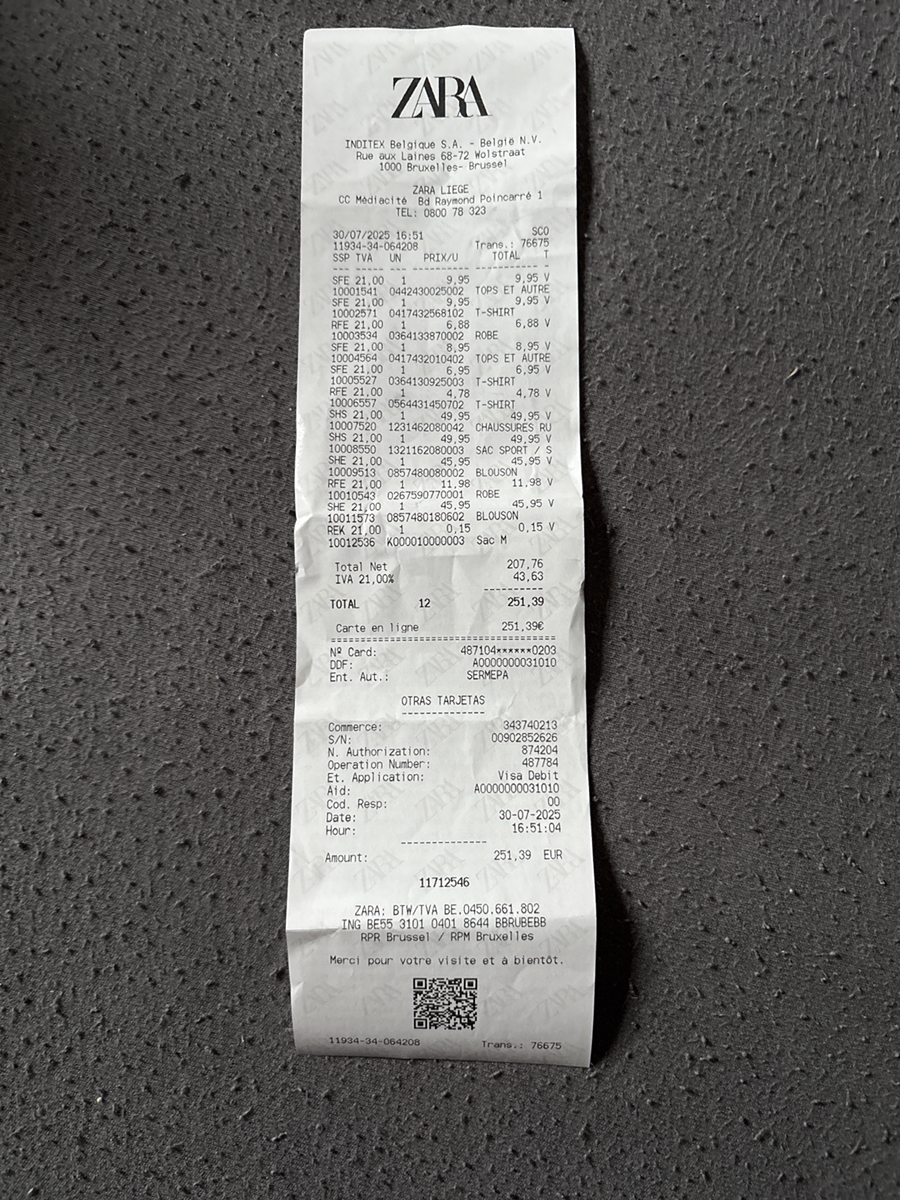 ZARA
INDITEX Belgique S.A. - België N.V.
Rue aux Laines 68-72 Wolstraat
1000 Bruxelles- Brussel
ZARA LIEGE
CC Médiacité Bd Raymond Poincarré 1
TEL: 0800 78 323
30/07/2025 16:51 SCO
11934-34-064208 Trans.: 76675
SSP TVA UN PRIX/U TOTAL T
SFE 21,00 1 9,95 9,95 V
10001541 0442430025002 TOPS ET AUTRE
SFE 21,00 1 9,95 9,95 V
10002571 0417432568102 T-SHIRT
RFE 21,00 1 6,88 6,88 V
10003534 0364133870002 ROBE
SFE 21,00 1 8,95 8,95 V
10004564 0417432010402 TOPS ET AUTRE
SFE 21,00 1 6,95 6,95 V
10005527 0364130925003 T-SHIRT
RFE 21,00 1 4,78 4,78 V
10006557 0564431450702 T-SHIRT
SHS 21,00 1 49,95 49,95 V
10007520 1231462080042 CHAUSSURES RU
SHS 21,00 1 49,95 49,95 V
10008550 1321162080003 SAC SPORT / S
SHE 21,00 1 45,95 45,95 V
10009513 0857480080002 BLOUSON
RFE 21,00 1 11,98 11,98 V
10010543 0267590770001 ROBE
SHE 21,00 1 45,95 45,95 V
10011573 0857480180602 BLOUSON
REK 21,00 1 0,15 0,15 V
10012536 K000010000003 Sac M
Total Net 207,76
IVA 21,00% 43,63
TOTAL 12 251,39
Carte en ligne 251,39€
Nº Card: 487104******0203
DDF: A0000000031010
Ent. Aut.: SERMEPA
OTRAS TARJETAS
Commerce: 343740213
S/N: 00902852626
N. Authorization: 874204
Operation Number: 487784
Et. Application: Visa Debit
Aid: A0000000031010
Cod. Resp: 00
Date: 30-07-2025
Hour: 16:51:04
Amount: 251,39 EUR
11712546
ZARA: BTW/TVA BE.0450.661.802
ING BE55 3101 0401 8644 BBRUBEBB
RPR Brussel / RPM Bruxelles
Merci pour votre visite et à bientôt.
11934-34-064208 Trans.: 76675